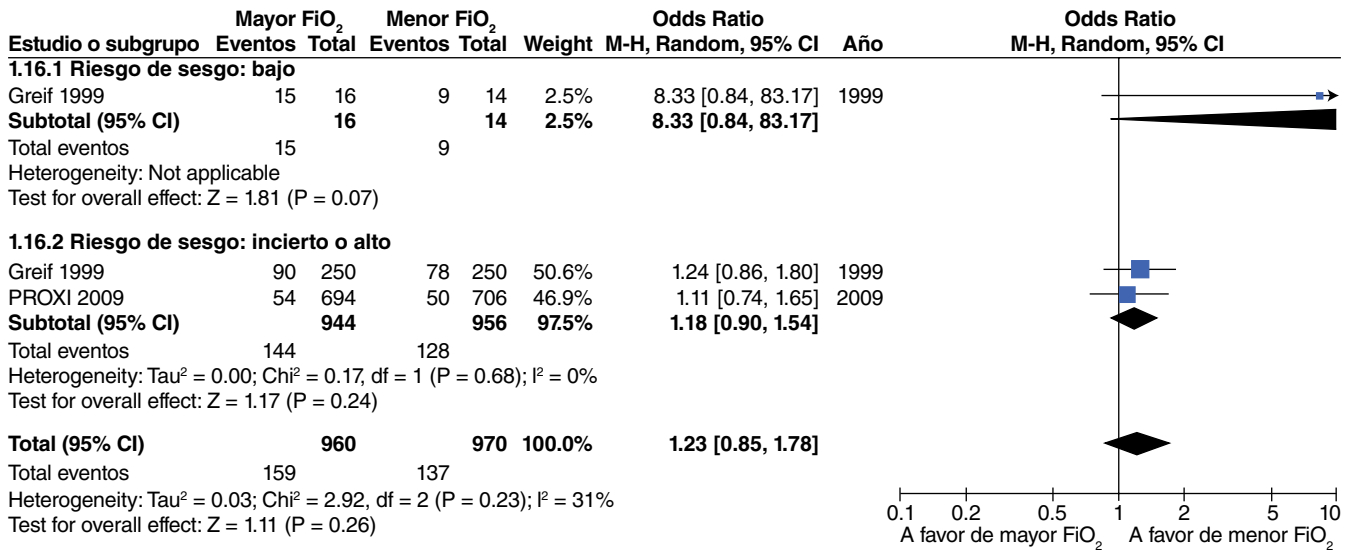 Mayor FiO₂ Menor FiO₂ Odds Ratio Odds Ratio
Estudio o subgrupo Eventos Total Eventos Total Weight M-H, Random, 95% CI Año M-H, Random, 95% CI
1.16.1 Riesgo de sesgo: bajo
Greif 1999 15 16 9 14 2.5% 8.33 [0.84, 83.17] 1999
Subtotal (95% CI) 16 14 2.5% 8.33 [0.84, 83.17]
Total eventos 15 9
Heterogeneity: Not applicable
Test for overall effect: Z = 1.81 (P = 0.07)
1.16.2 Riesgo de sesgo: incierto o alto
Greif 1999 90 250 78 250 50.6% 1.24 [0.86, 1.80] 1999
PROXI 2009 54 694 50 706 46.9% 1.11 [0.74, 1.65] 2009
Subtotal (95% CI) 944 956 97.5% 1.18 [0.90, 1.54]
Total eventos 144 128
Heterogeneity: Tau² = 0.00; Chi² = 0.17, df = 1 (P = 0.68); I² = 0%
Test for overall effect: Z = 1.17 (P = 0.24)
Total (95% CI) 960 970 100.0% 1.23 [0.85, 1.78]
Total eventos 159 137
Heterogeneity: Tau² = 0.03; Chi² = 2.92, df = 2 (P = 0.23); I² = 31%
Test for overall effect: Z = 1.11 (P = 0.26)
0.1 0.2 0.5 1 2 5 10
A favor de mayor FiO₂ A favor de menor FiO₂